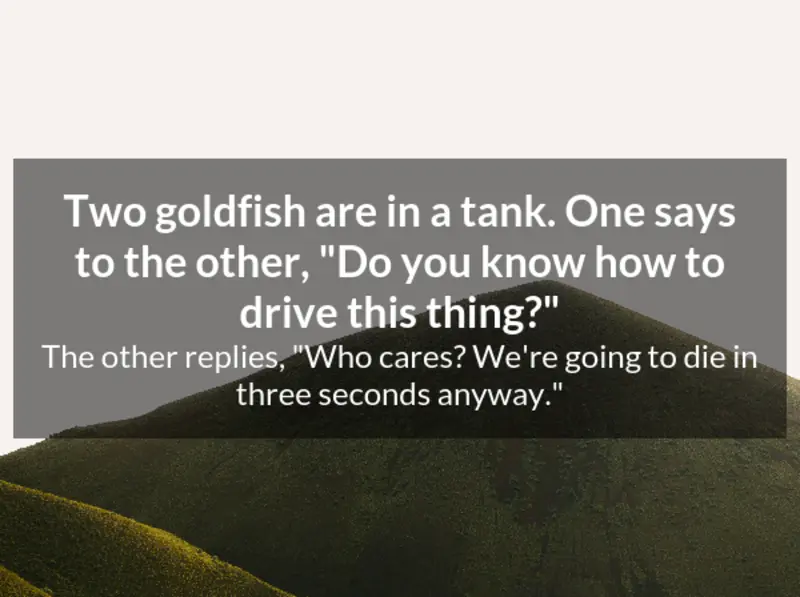 Two goldfish are in a tank. One says
to the other, "Do you know how to
drive this thing?"
The other replies, "Who cares? We're going to die in
three seconds anyway."